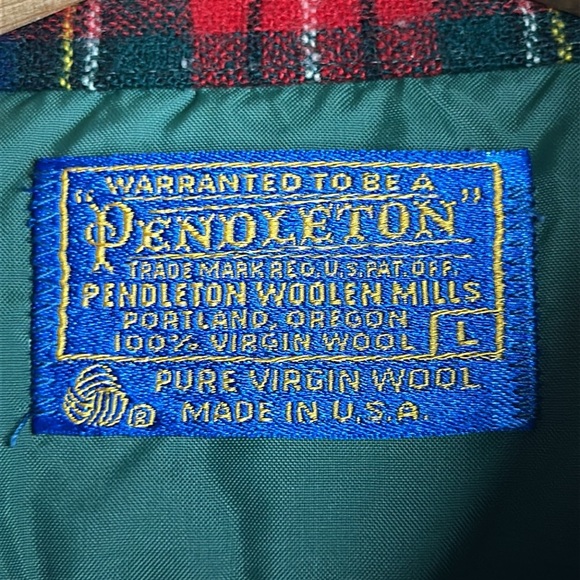 WARRANTED TO BE A
"PENDLETON"
TRADE MARK REG. U.S. PAT. OFF.
PENDLETON WOOLEN MILLS
PORTLAND, OREGON
100% VIRGIN WOOL L
PURE VIRGIN WOOL
® MADE IN U.S.A.